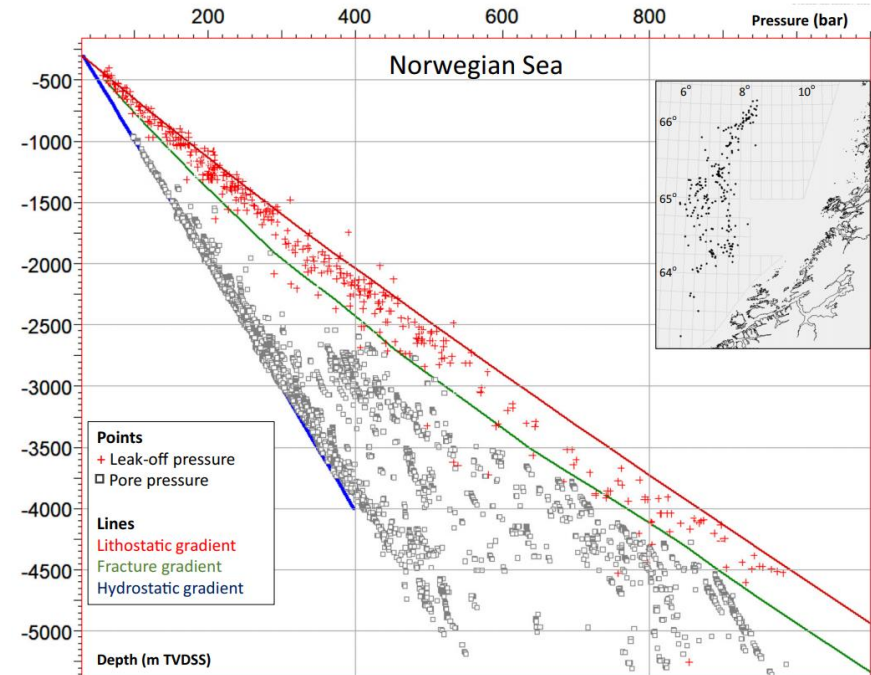 200 400 600 800 Pressure (bar)
Norwegian Sea
-500
-1000
-1500
-2000
-2500
-3000
-3500
-4000
-4500
-5000
6° 8° 10°
66°
65°
64°
Points
+ Leak-off pressure
□ Pore pressure
Lines
Lithostatic gradient
Fracture gradient
Hydrostatic gradient
Depth (m TVDSS)